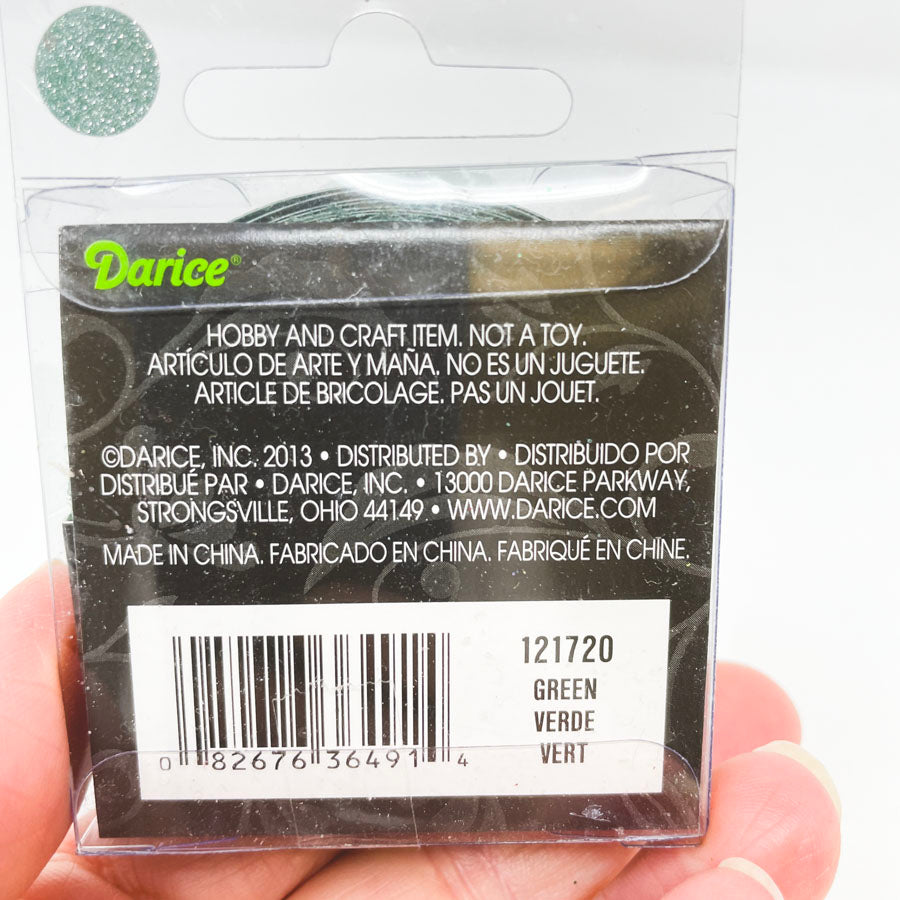 Darice®
HOBBY AND CRAFT ITEM. NOT A TOY.
ARTÍCULO DE ARTE Y MAÑA. NO ES UN JUGUETE.
ARTICLE DE BRICOLAGE. PAS UN JOUET.
©DARICE, INC. 2013 • DISTRIBUTED BY • DISTRIBUIDO POR
DISTRIBUÉ PAR • DARICE, INC. • 13000 DARICE PARKWAY,
STRONGSVILLE, OHIO 44149 • WWW.DARICE.COM
MADE IN CHINA. FABRICADO EN CHINA. FABRIQUÉ EN CHINE.
121720
GREEN
VERDE
VERT
0 82676 36491 4